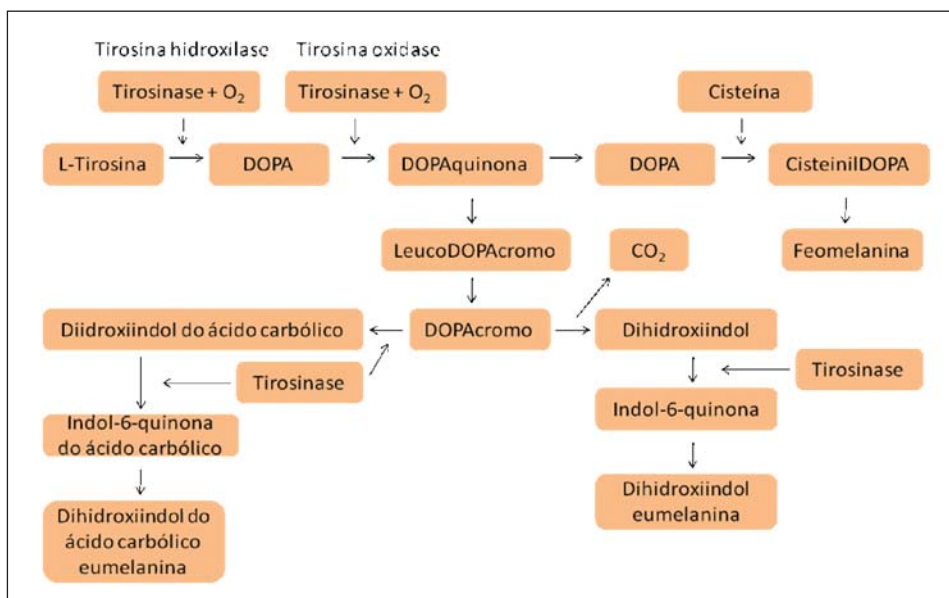 Tirosina hidroxilase
Tirosina oxidase
Tirosinase + O₂
Tirosinase + O₂
Cisteína
L-Tirosina
DOPA
DOPAquinona
DOPA
CisteinilDOPA
LeucoDOPAcromo
CO₂
Feomelanina
Diidroxiindol do ácido carbólico
DOPAcromo
Dihidroxiindol
Tirosinase
Tirosinase
Indol-6-quinona
do ácido carbólico
Indol-6-quinona
Dihidroxiindol do
ácido carbólico
eumelanina
Dihidroxiindol
eumelanina